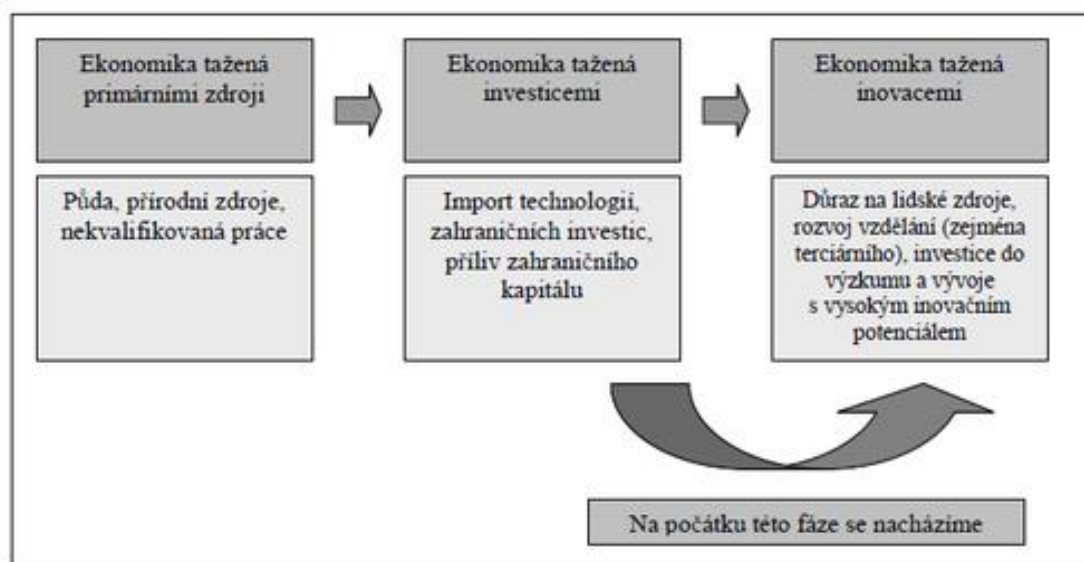 Ekonomika tažená
primárními zdroji
Ekonomika tažená
investicemi
Ekonomika tažená
inovacemi
Půda, přírodní zdroje,
nekvalifikovaná práce
Import technologií,
zahraničních investic,
příliv zahraničního
kapitálu
Důraz na lidské zdroje,
rozvoj vzdělání (zejména
terciárního), investice do
výzkumu a vývoje
s vysokým inovačním
potenciálem
Na počátku této fáze se nacházíme